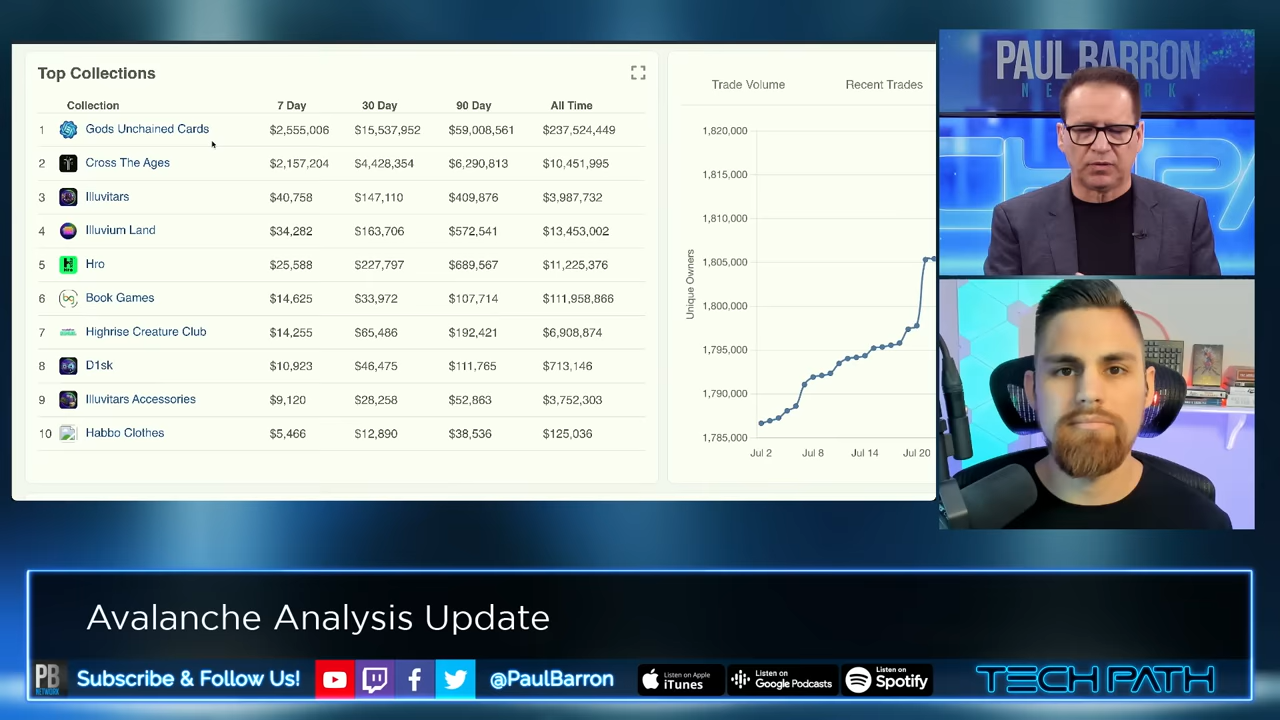 Top Collections
Collection 7 Day 30 Day 90 Day All Time
1 Gods Unchained Cards $2,555,006 $15,537,952 $59,008,561 $237,524,449
2 Cross The Ages $2,157,204 $4,428,354 $6,290,813 $10,451,995
3 Illuvitars $40,758 $147,110 $409,876 $3,987,732
4 Illuvium Land $34,282 $163,706 $572,541 $13,453,002
5 Hro $25,588 $227,797 $689,567 $11,225,376
6 Book Games $14,625 $33,972 $107,714 $111,958,866
7 Highrise Creature Club $14,255 $65,486 $192,421 $6,908,874
8 D1sk $10,923 $46,475 $111,765 $713,146
9 Illuvitars Accessories $9,120 $28,258 $52,863 $3,752,303
10 Habbo Clothes $5,466 $12,890 $38,536 $125,036
Trade Volume Recent Trades
Unique Owners
1,820,000
1,815,000
1,810,000
1,805,000
1,800,000
1,795,000
1,790,000
1,785,000
Jul 2 Jul 8 Jul 14 Jul 20
PAUL BARRON
Avalanche Analysis Update
PB
NETWORK
Subscribe & Follow Us!
@PaulBarron
Listen on Apple
iTunes
Listen on
Google Podcasts
Listen on
Spotify
TECH PATH